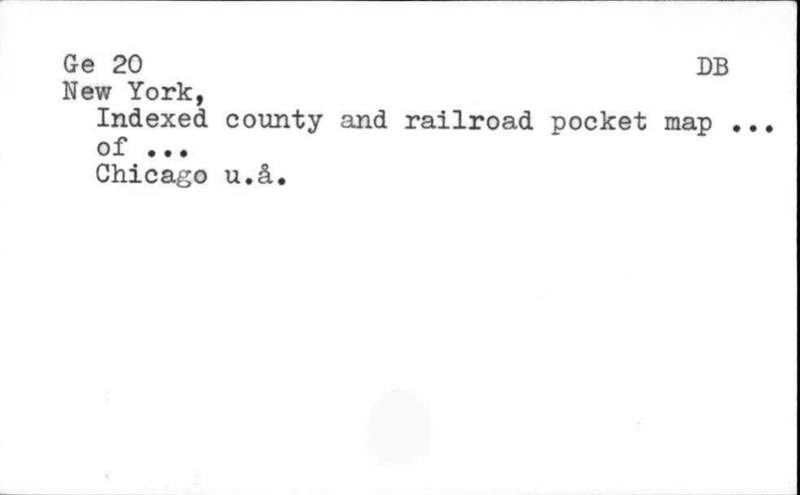 Ge 20 DB
New York,
Indexed county and railroad pocket map ...
of ...
Chicago u.å.